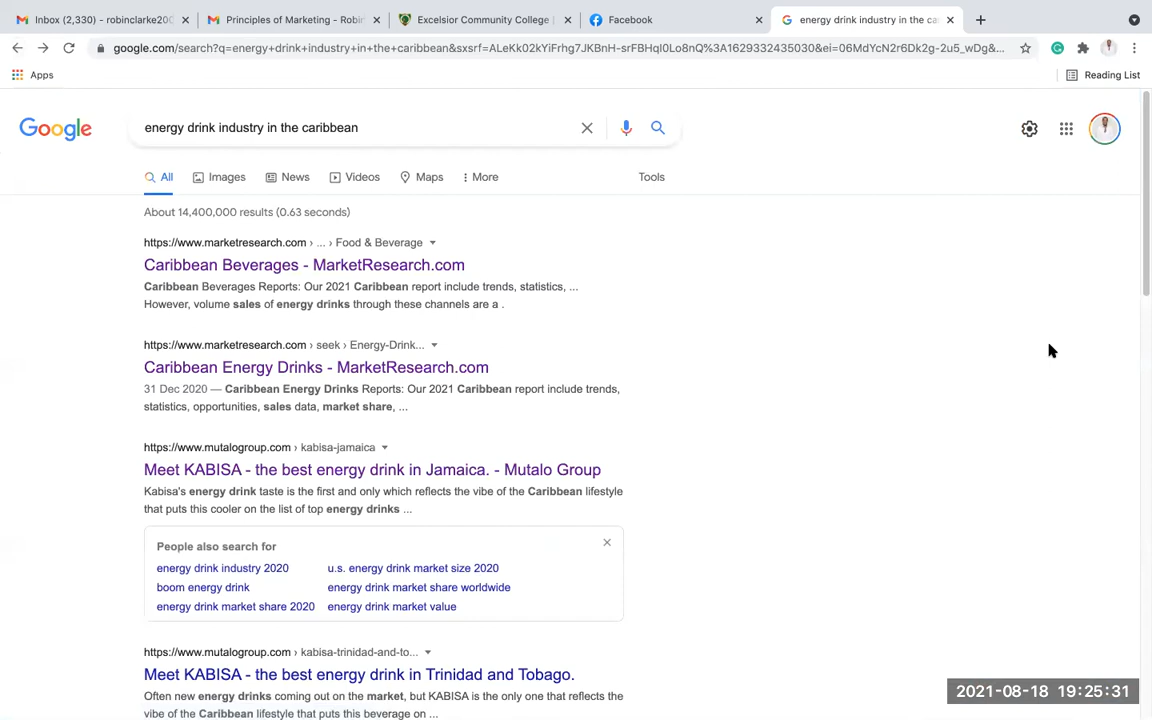 Inbox (2,330) - robinclarke200
Principles of Marketing - Robin
Excelsior Community College |
Facebook
energy drink industry in the ca
google.com/search?q=energy+drink+industry+in+the+caribbean&sxsrf=ALeKk02kYiFrhg7JKBnH-srFBHql0Lo8nQ%3A1629332435030&ei=06MdYcN2r6Dk2g-2u5_wDg&...
Apps
Reading List
Google
energy drink industry in the caribbean
All
Images
News
Videos
Maps
More
Tools
About 14,400,000 results (0.63 seconds)
https://www.marketresearch.com › ... › Food & Beverage
Caribbean Beverages - MarketResearch.com
Caribbean Beverages Reports: Our 2021 Caribbean report include trends, statistics, ...
However, volume sales of energy drinks through these channels are a .
https://www.marketresearch.com › seek › Energy-Drink...
Caribbean Energy Drinks - MarketResearch.com
31 Dec 2020 — Caribbean Energy Drinks Reports: Our 2021 Caribbean report include trends,
statistics, opportunities, sales data, market share, ...
https://www.mutalogroup.com › kabisa-jamaica
Meet KABISA - the best energy drink in Jamaica. - Mutalo Group
Kabisa's energy drink taste is the first and only which reflects the vibe of the Caribbean lifestyle
that puts this cooler on the list of top energy drinks ...
People also search for
energy drink industry 2020
u.s. energy drink market size 2020
boom energy drink
energy drink market share worldwide
energy drink market share 2020
energy drink market value
https://www.mutalogroup.com › kabisa-trinidad-and-to...
Meet KABISA - the best energy drink in Trinidad and Tobago.
Often new energy drinks coming out on the market, but KABISA is the only one that reflects the
vibe of the Caribbean lifestyle that puts this beverage on ...
2021-08-18 19:25:31